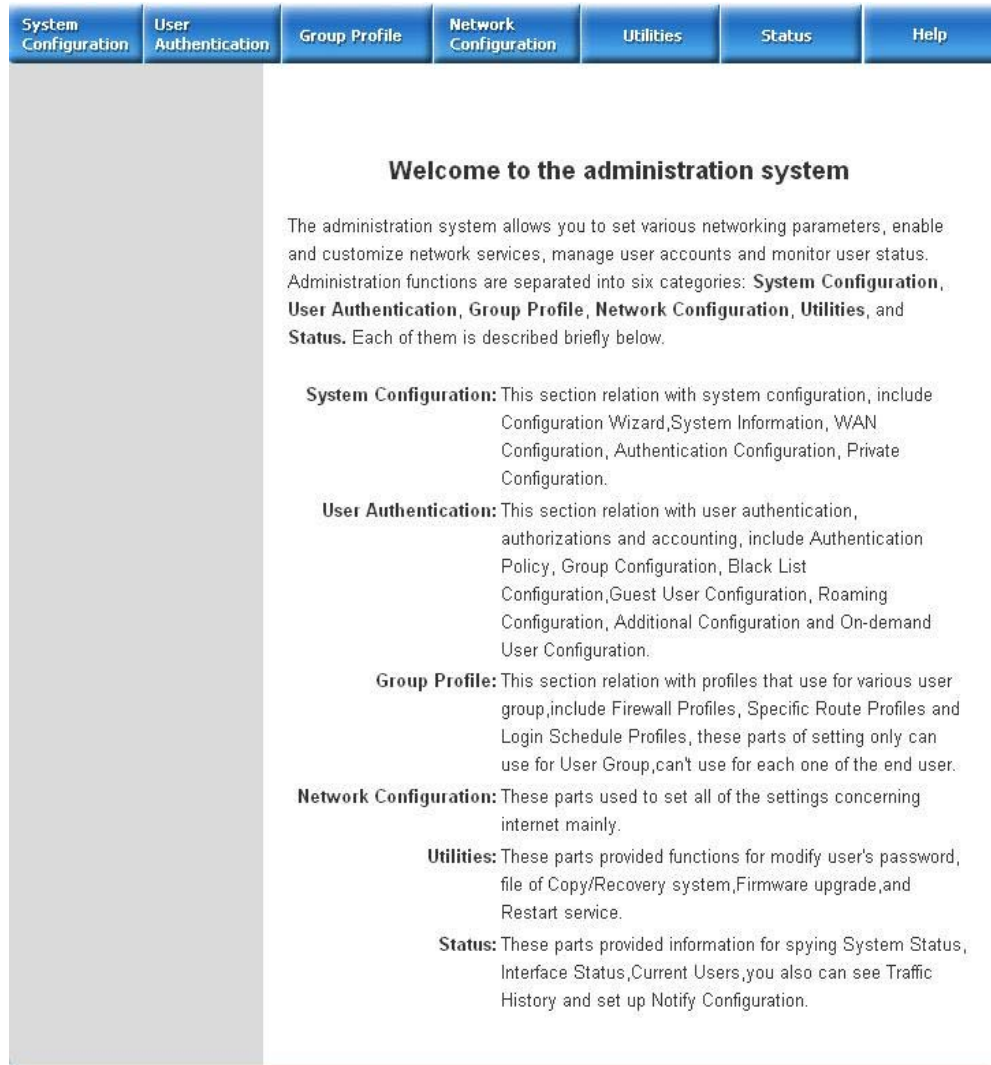 System Configuration
User Authentication
Group Profile
Network Configuration
Utilities
Status
Help
Welcome to the administration system
The administration system allows you to set various networking parameters, enable
and customize network services, manage user accounts and monitor user status.
Administration functions are separated into six categories: System Configuration,
User Authentication, Group Profile, Network Configuration, Utilities, and
Status. Each of them is described briefly below.
System Configuration: This section relation with system configuration, include
Configuration Wizard,System Information, WAN
Configuration, Authentication Configuration, Private
Configuration.
User Authentication: This section relation with user authentication,
authorizations and accounting, include Authentication
Policy, Group Configuration, Black List
Configuration,Guest User Configuration, Roaming
Configuration, Additional Configuration and On-demand
User Configuration.
Group Profile: This section relation with profiles that use for various user
group,include Firewall Profiles, Specific Route Profiles and
Login Schedule Profiles, these parts of setting only can
use for User Group,can't use for each one of the end user.
Network Configuration: These parts used to set all of the settings concerning
internet mainly.
Utilities: These parts provided functions for modify user's password,
file of Copy/Recovery system,Firmware upgrade,and
Restart service.
Status: These parts provided information for spying System Status,
Interface Status,Current Users,you also can see Traffic
History and set up Notify Configuration.